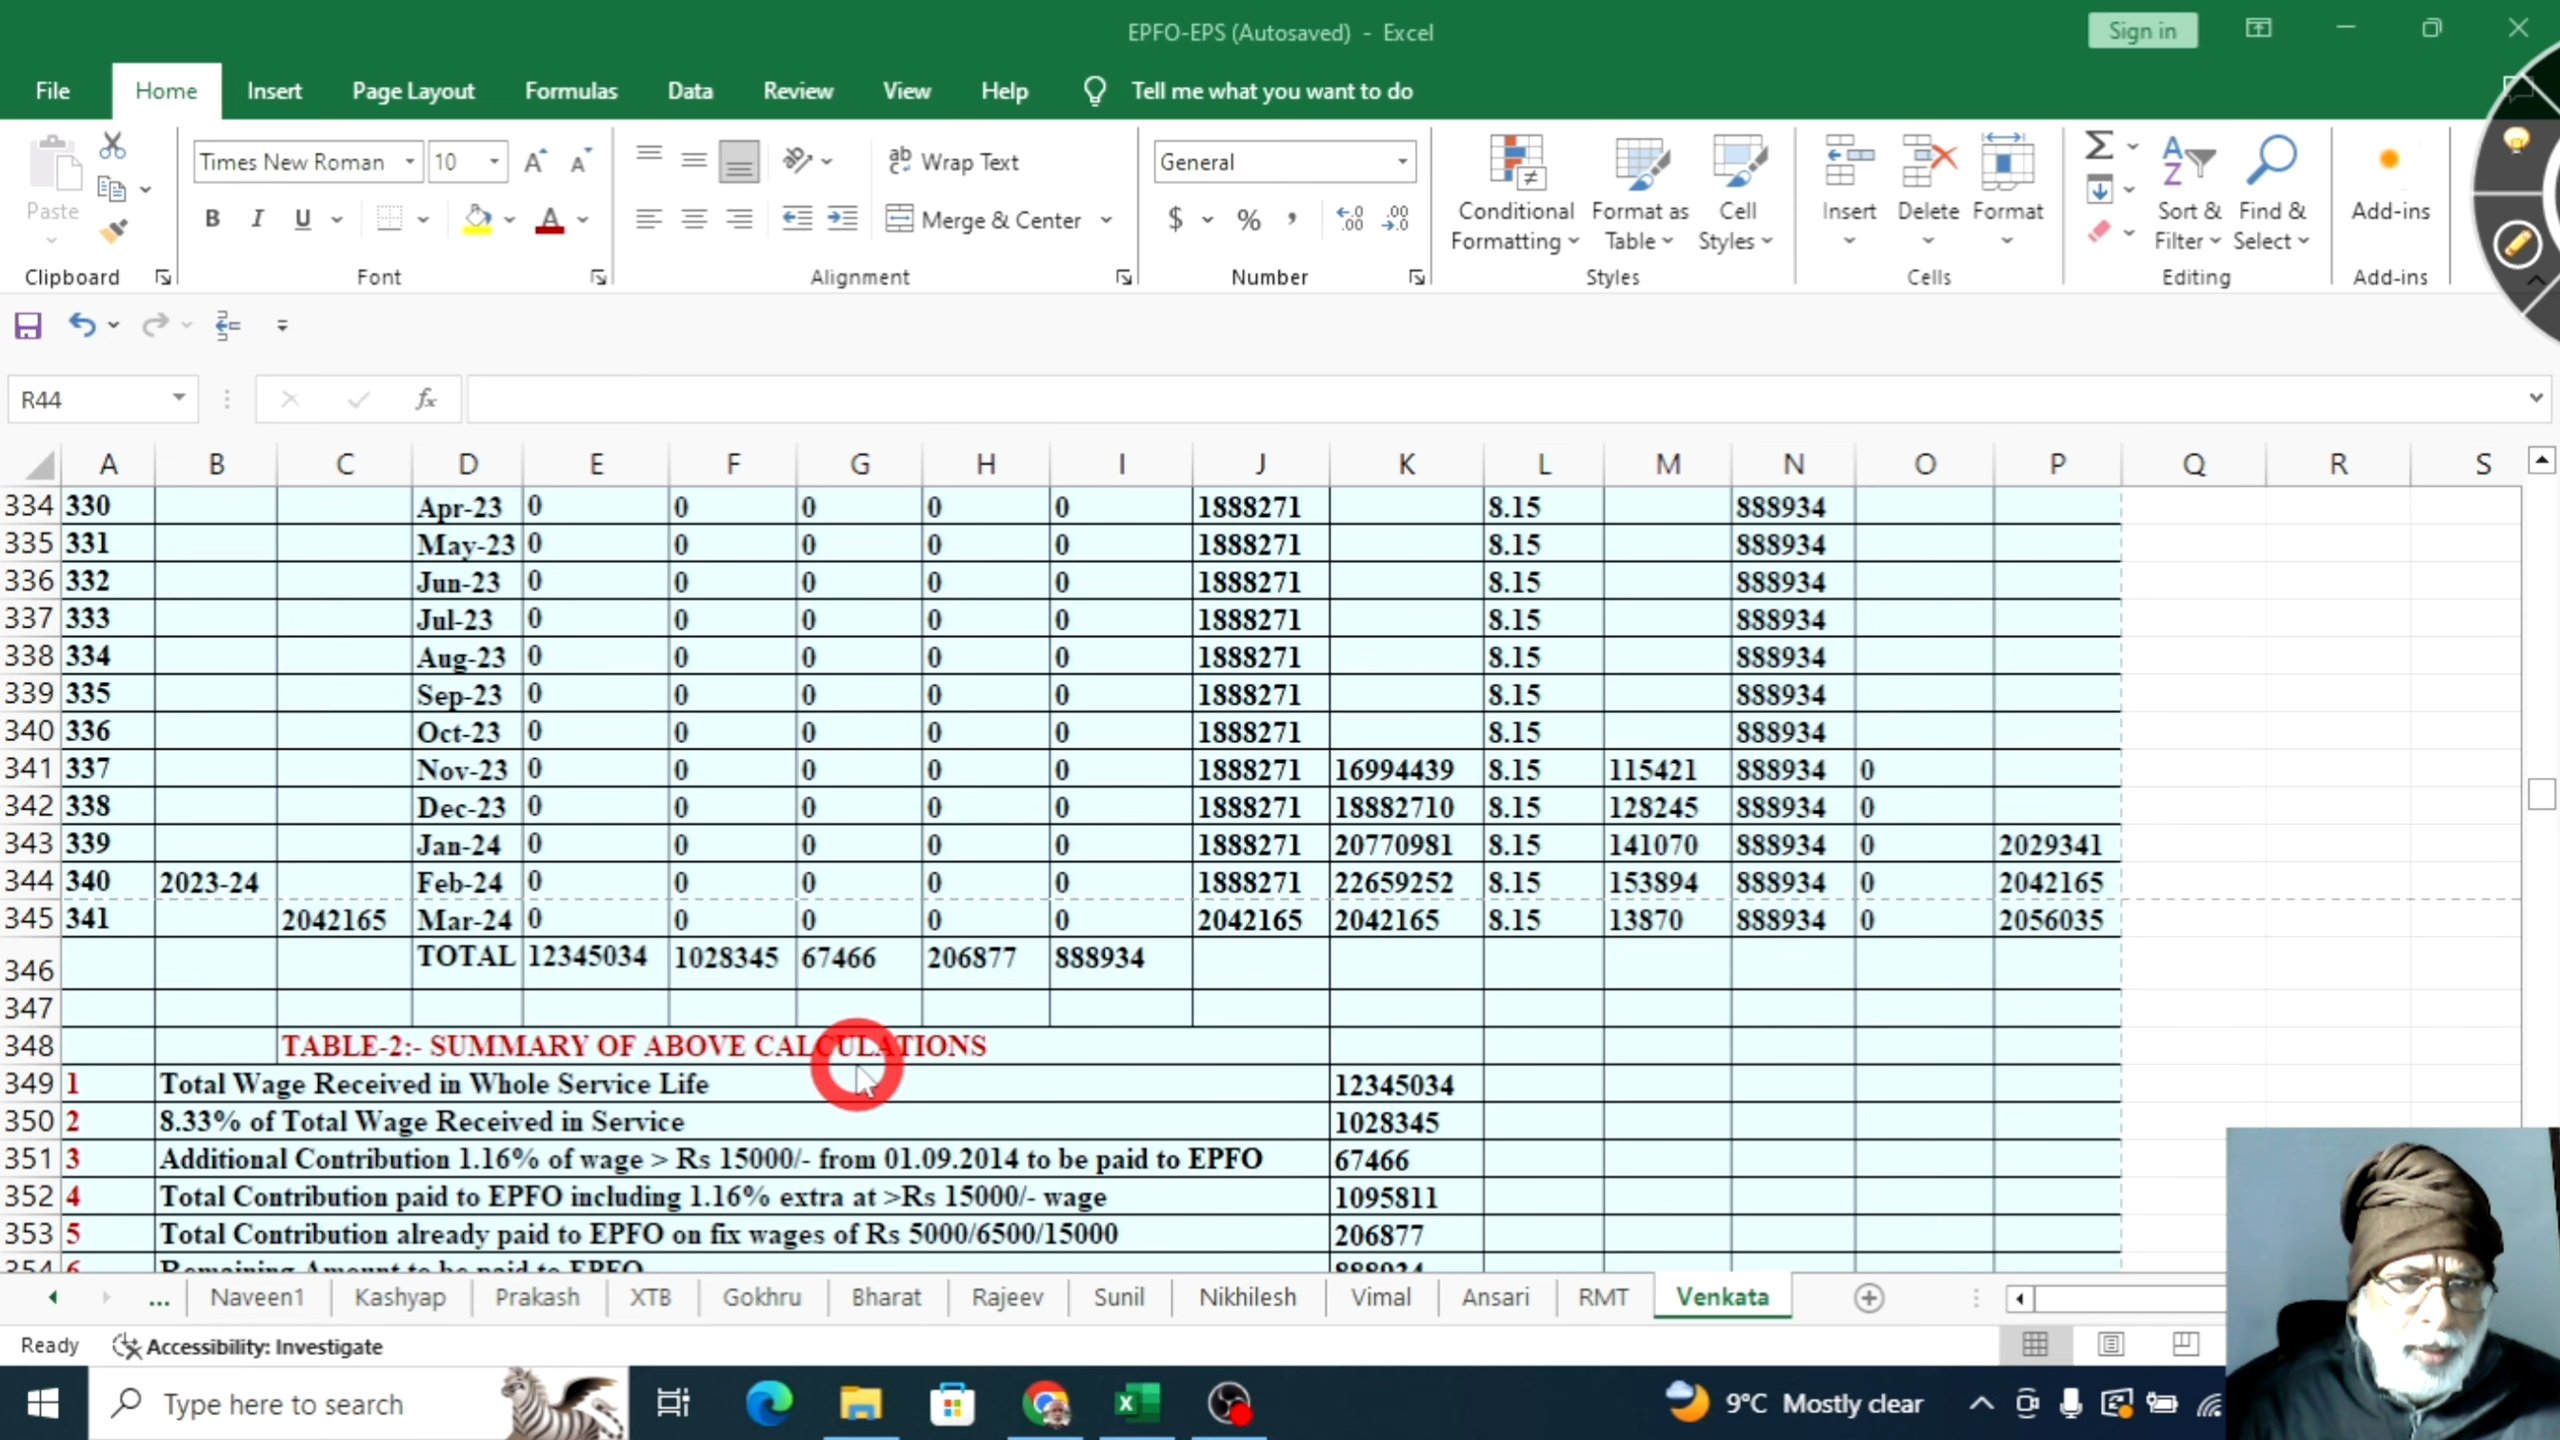 EPFO-EPS (Autosaved) - Excel
Sign in
File Home Insert Page Layout Formulas Data Review View Help Tell me what you want to do
Paste
Clipboard
Times New Roman 10
B I U
Font
Wrap Text
Merge & Center
Alignment
General
$ % ,
Number
Conditional Formatting
Format as Table
Cell Styles
Styles
Insert Delete Format
Cells
Sort & Filter
Find & Select
Editing
Add-ins
Add-ins
R44
fx
A B C D E F G H I J K L M N O P Q R S
334 330 Apr-23 0 0 0 0 0 1888271 8.15 888934
335 331 May-23 0 0 0 0 0 1888271 8.15 888934
336 332 Jun-23 0 0 0 0 0 1888271 8.15 888934
337 333 Jul-23 0 0 0 0 0 1888271 8.15 888934
338 334 Aug-23 0 0 0 0 0 1888271 8.15 888934
339 335 Sep-23 0 0 0 0 0 1888271 8.15 888934
340 336 Oct-23 0 0 0 0 0 1888271 8.15 888934
341 337 Nov-23 0 0 0 0 0 1888271 16994439 8.15 115421 888934 0
342 338 Dec-23 0 0 0 0 0 1888271 18882710 8.15 128245 888934 0
343 339 Jan-24 0 0 0 0 0 1888271 20770981 8.15 141070 888934 0 2029341
344 340 2023-24 Feb-24 0 0 0 0 0 1888271 22659252 8.15 153894 888934 0 2042165
345 341 2042165 Mar-24 0 0 0 0 0 2042165 2042165 8.15 13870 888934 0 2056035
346 TOTAL 12345034 1028345 67466 206877 888934
347
348 TABLE-2:- SUMMARY OF ABOVE CALCULATIONS
349 1 Total Wage Received in Whole Service Life 12345034
350 2 8.33% of Total Wage Received in Service 1028345
351 3 Additional Contribution 1.16% of wage > Rs 15000/- from 01.09.2014 to be paid to EPFO 67466
352 4 Total Contribution paid to EPFO including 1.16% extra at >Rs 15000/- wage 1095811
353 5 Total Contribution already paid to EPFO on fix wages of Rs 5000/6500/15000 206877
354 6 Remaining Amount to be paid to EPFO 888934
... Naveen1 Kashyap Prakash XTB Gokhru Bharat Rajeev Sunil Nikhilesh Vimal Ansari RMT Venkata
Ready Accessibility: Investigate
Type here to search
9°C Mostly clear